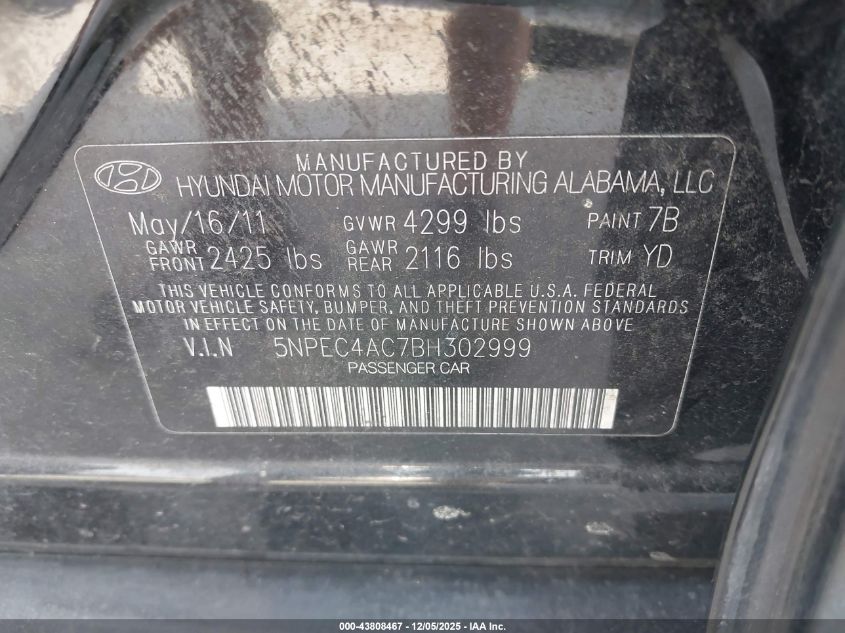 MANUFACTURED BY
HYUNDAI MOTOR MANUFACTURING ALABAMA, LLC
May/16/11 GVWR 4299 lbs PAINT 7B
GAWR FRONT 2425 lbs GAWR REAR 2116 lbs TRIM YD
THIS VEHICLE CONFORMS TO ALL APPLICABLE U.S.A. FEDERAL
MOTOR VEHICLE SAFETY, BUMPER, AND THEFT PREVENTION STANDARDS
IN EFFECT ON THE DATE OF MANUFACTURE SHOWN ABOVE
V.I.N 5NPEC4AC7BH302999
PASSENGER CAR
000-43808467 - 12/05/2025 - IAA Inc.